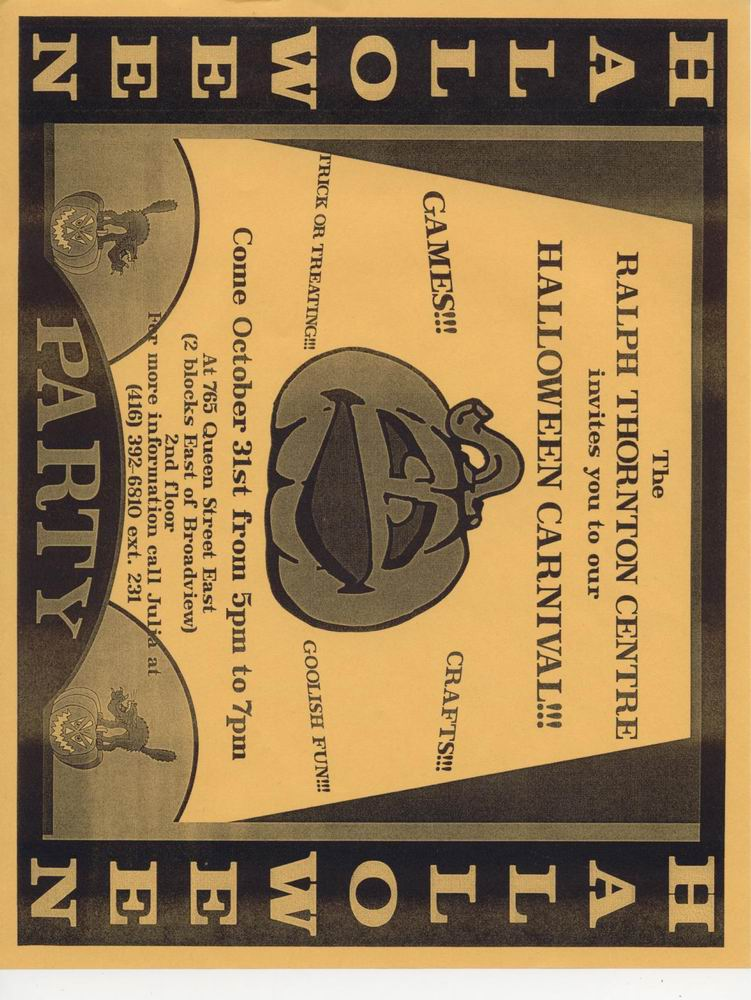 HALLOWEEN
HALLOWEEN
The
RALPH THORNTON CENTRE
invites you to our
HALLOWEEN CARNIVAL!!!
GAMES!!!
CRAFTS!!!
TRICK OR TREATING!!!
GOOLISH FUN!!!
Come October 31st from 5pm to 7pm
At 765 Queen Street East
(2 blocks East of Broadview)
2nd floor
For more information call Julia at
(416) 392-6810 ext. 231
PARTY